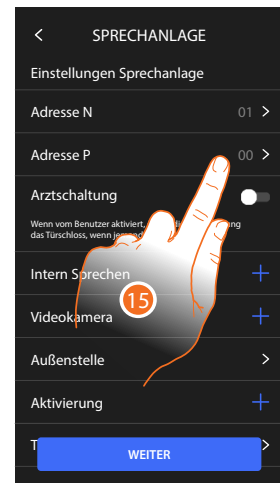 SPRECHANLAGE
Einstellungen Sprechanlage
Adresse N 01
Adresse P 00
Arztschaltung
Wenn vom Benutzer aktiviert,
das Türschloss, wenn
Intern Sprechen
15
Videokamera
Außenstelle
Aktivierung
T
WEITER